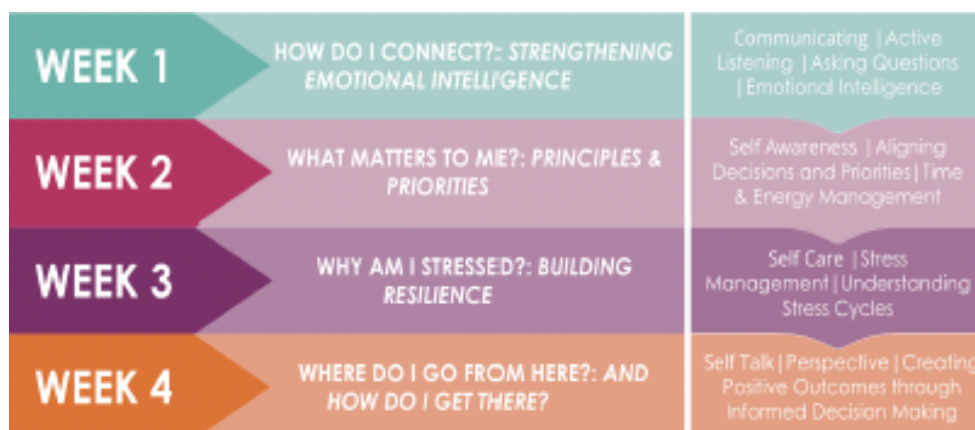 WEEK 1
HOW DO I CONNECT?: STRENGTHENING
EMOTIONAL INTELLIGENCE
Communicating | Active
Listening | Asking Questions
| Emotional Intelligence
WEEK 2
WHAT MATTERS TO ME?: PRINCIPLES &
PRIORITIES
Self Awareness | Aligning
Decisions and Priorities | Time
& Energy Management
WEEK 3
WHY AM I STRESSED?: BUILDING
RESILIENCE
Self Care | Stress
Management | Understanding
Stress Cycles
WEEK 4
WHERE DO I GO FROM HERE?: AND
HOW DO I GET THERE?
Self Talk | Perspective | Creating
Positive Outcomes through
Informed Decision Making